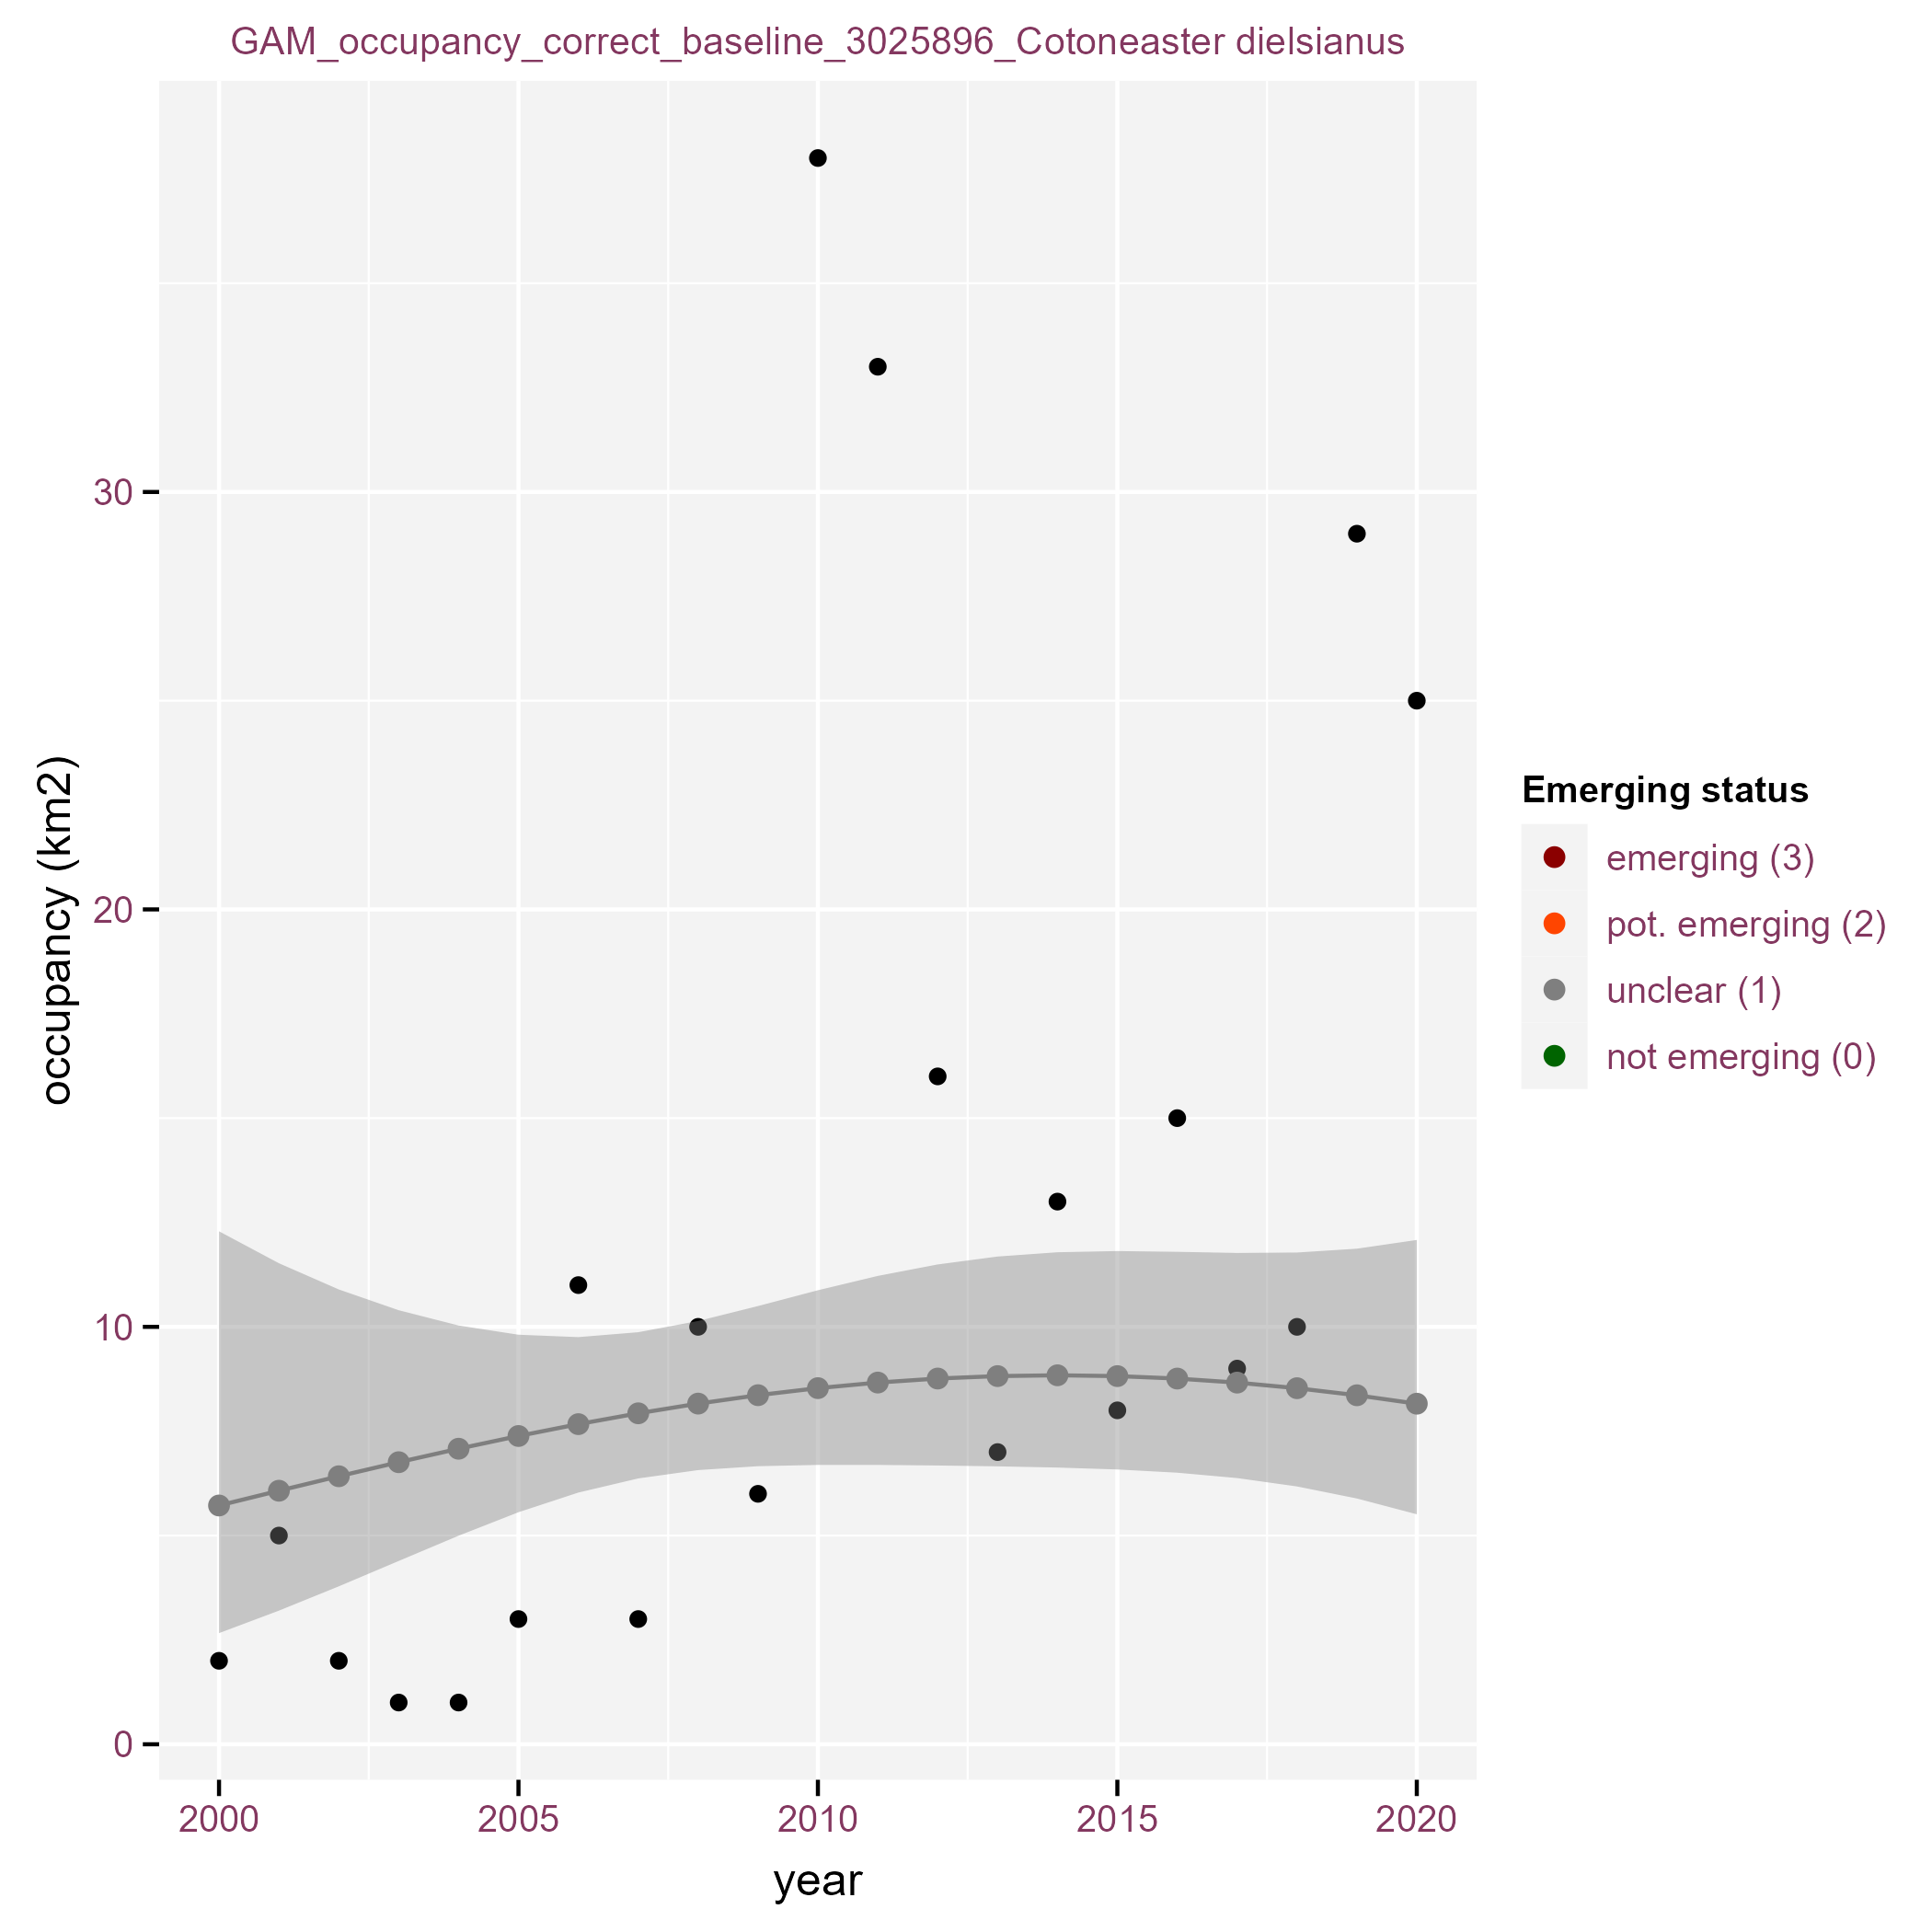 GAM_occupancy_correct_baseline_3025896_Cotoneaster dielsianus
occupancy (km2)
30
20
10
0
2000 2005 2010 2015 2020
year
Emerging status
emerging (3)
pot. emerging (2)
unclear (1)
not emerging (0)